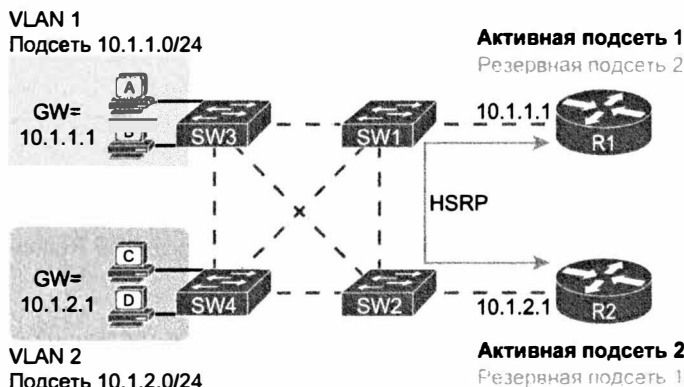 VLAN 1
Подсеть 10.1.1.0/24
Активная подсеть 1
Резервная подсеть 2
A
GW=
10.1.1.1
SW3
SW1
10.1.1.1
R1
HSRP
C
GW=
10.1.2.1
D
SW4
SW2
10.1.2.1
R2
VLAN 2
Подсеть 10.1.2.0/24
Активная подсеть 2
Резервная подсеть 1